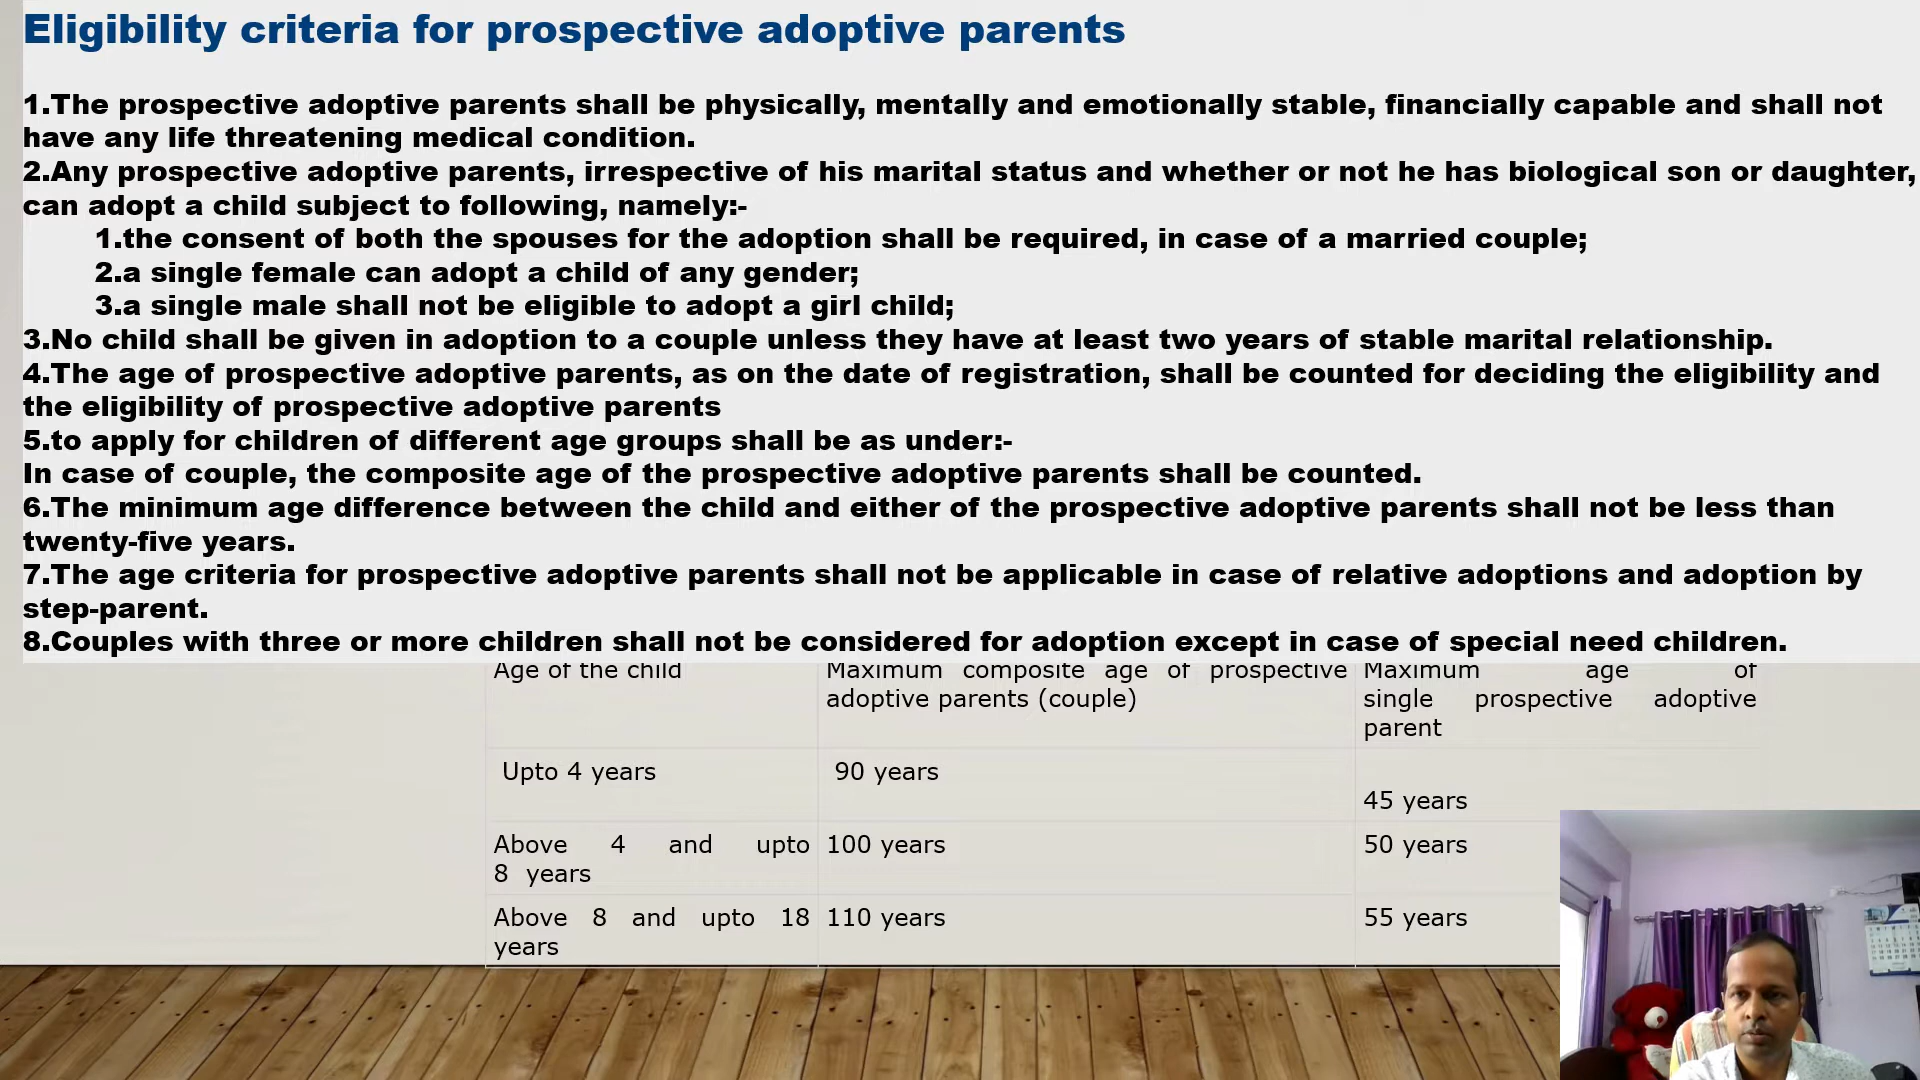 Eligibility criteria for prospective adoptive parents
1.The prospective adoptive parents shall be physically, mentally and emotionally stable, financially capable and shall not
have any life threatening medical condition.
2.Any prospective adoptive parents, irrespective of his marital status and whether or not he has biological son or daughter,
can adopt a child subject to following, namely:-
1.the consent of both the spouses for the adoption shall be required, in case of a married couple;
2.a single female can adopt a child of any gender;
3.a single male shall not be eligible to adopt a girl child;
3.No child shall be given in adoption to a couple unless they have at least two years of stable marital relationship.
4.The age of prospective adoptive parents, as on the date of registration, shall be counted for deciding the eligibility and
the eligibility of prospective adoptive parents
5.to apply for children of different age groups shall be as under:-
In case of couple, the composite age of the prospective adoptive parents shall be counted.
6.The minimum age difference between the child and either of the prospective adoptive parents shall not be less than
twenty-five years.
7.The age criteria for prospective adoptive parents shall not be applicable in case of relative adoptions and adoption by
step-parent.
8.Couples with three or more children shall not be considered for adoption except in case of special need children.
Age of the child
Maximum composite age of prospective
adoptive parents (couple)
Maximum age of
single prospective adoptive
parent
Upto 4 years
90 years
45 years
Above 4 and upto
8 years
100 years
50 years
Above 8 and upto 18
years
110 years
55 years